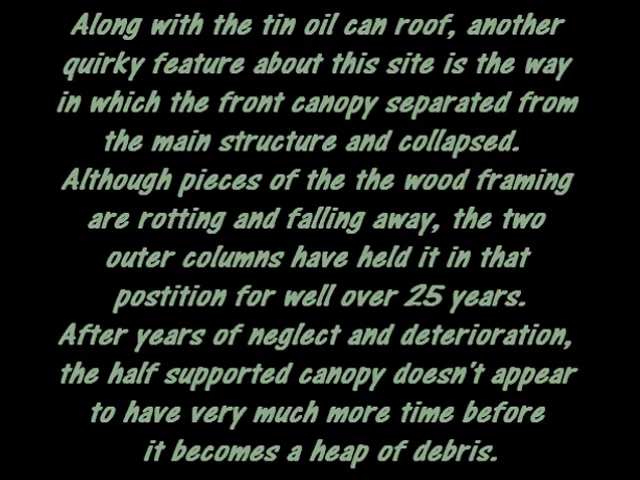 Along with the tin oil can roof, another
quirky feature about this site is the way
in which the front canopy separated from
the main structure and collapsed.
Although pieces of the the wood framing
are rotting and falling away, the two
outer columns have held it in that
postition for well over 25 years.
After years of neglect and deterioration,
the half supported canopy doesn't appear
to have very much more time before
it becomes a heap of debris.